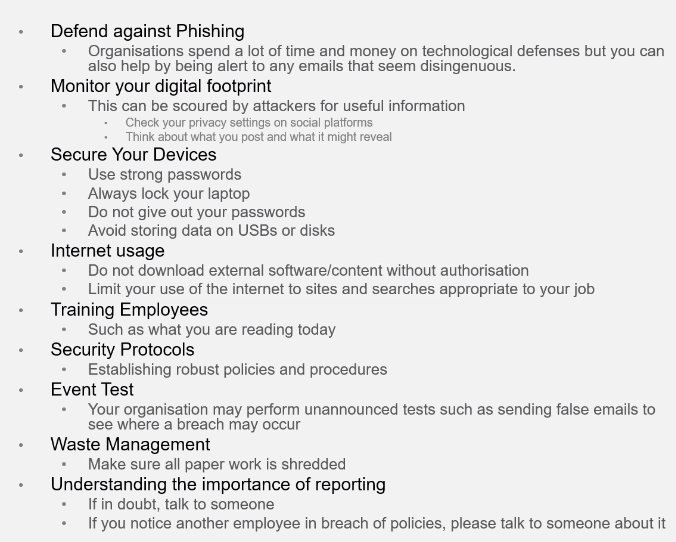 Defend against Phishing
Organisations spend a lot of time and money on technological defenses but you can
also help by being alert to any emails that seem disingenuous.
Monitor your digital footprint
This can be scoured by attackers for useful information
Check your privacy settings on social platforms
Think about what you post and what it might reveal
Secure Your Devices
Use strong passwords
Always lock your laptop
Do not give out your passwords
Avoid storing data on USBs or disks
Internet usage
Do not download external software/content without authorisation
Limit your use of the internet to sites and searches appropriate to your job
Training Employees
Such as what you are reading today
Security Protocols
Establishing robust policies and procedures
Event Test
Your organisation may perform unannounced tests such as sending false emails to
see where a breach may occur
Waste Management
Make sure all paper work is shredded
Understanding the importance of reporting
If in doubt, talk to someone
If you notice another employee in breach of policies, please talk to someone about it